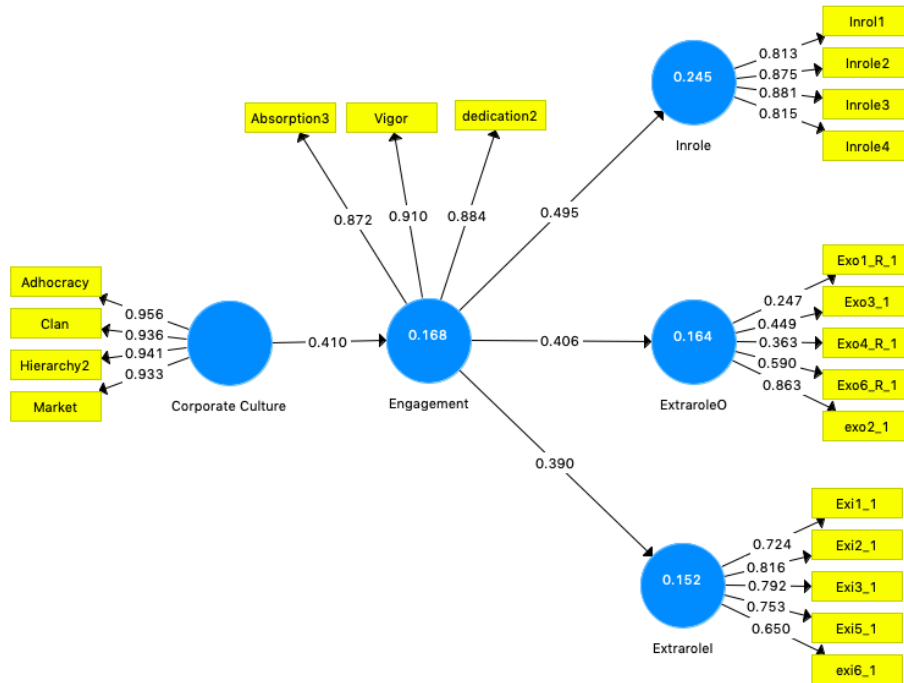 Inrol1
Inrole2
Inrole3
Inrole4
0.813
0.875
0.881
0.815
0.245
Inrole
Absorption3
Vigor
dedication2
0.872
0.910
0.884
0.495
Adhocracy
Clan
Hierarchy2
Market
0.956
0.936
0.941
0.933
Corporate Culture
0.410
0.168
Engagement
0.406
0.164
ExtraroleO
0.247
0.449
0.363
0.590
0.863
Exo1_R_1
Exo3_1
Exo4_R_1
Exo6_R_1
exo2_1
0.390
0.152
ExtraroleI
0.724
0.816
0.792
0.753
0.650
Exi1_1
Exi2_1
Exi3_1
Exi5_1
exi6_1